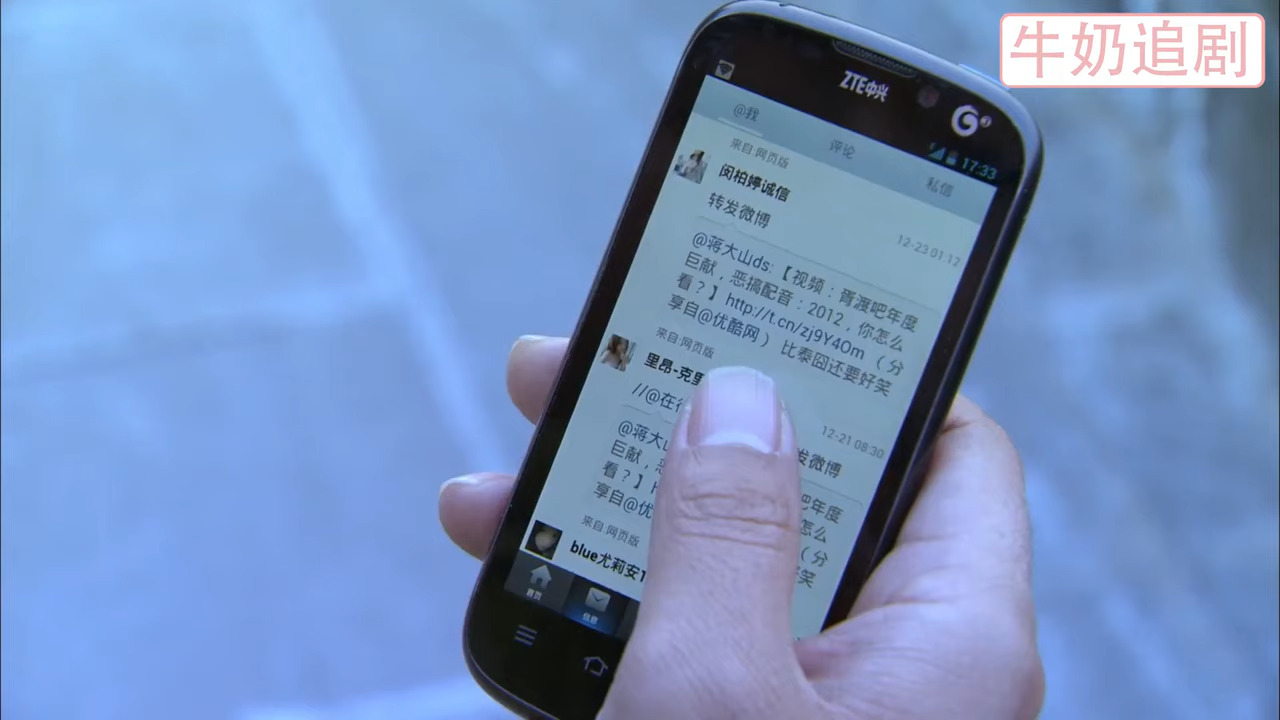 牛奶追剧
ZTE中兴
17:33
@我
评论
私信
来自:网页版
闵柏婷诚信
转发微博
12-23 01:12
@蒋大山ds:【视频：胥渡吧年度
巨献，恶搞配音：2012，你怎么
看？】http://t.cn/zj9Y4Om（分
享自@优酷网） 比泰囧还要好笑
来自:网页版
里昂-克里
//@在行
12-21 08:30
发微博
@蒋大山
吧年度
巨献，恶
怎么
看？】h
（分
享自@优
笑
来自:网页版
blue尤莉安1
首页
信息